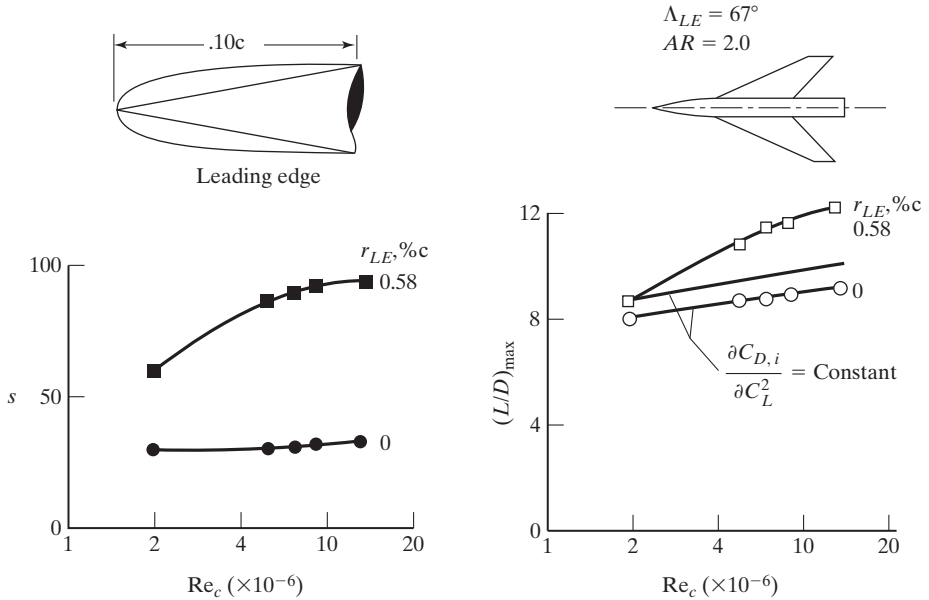 .10c
Leading edge
Λ_LE = 67°
AR = 2.0
r_LE,%c
0.58
0
100
50
0
s
1 2 4 10 20
Re_c (×10⁻⁶)
r_LE,%c
0.58
0
12
8
4
0
(L/D)_max
∂C_D, i / ∂C_L² = Constant
1 2 4 10 20
Re_c (×10⁻⁶)